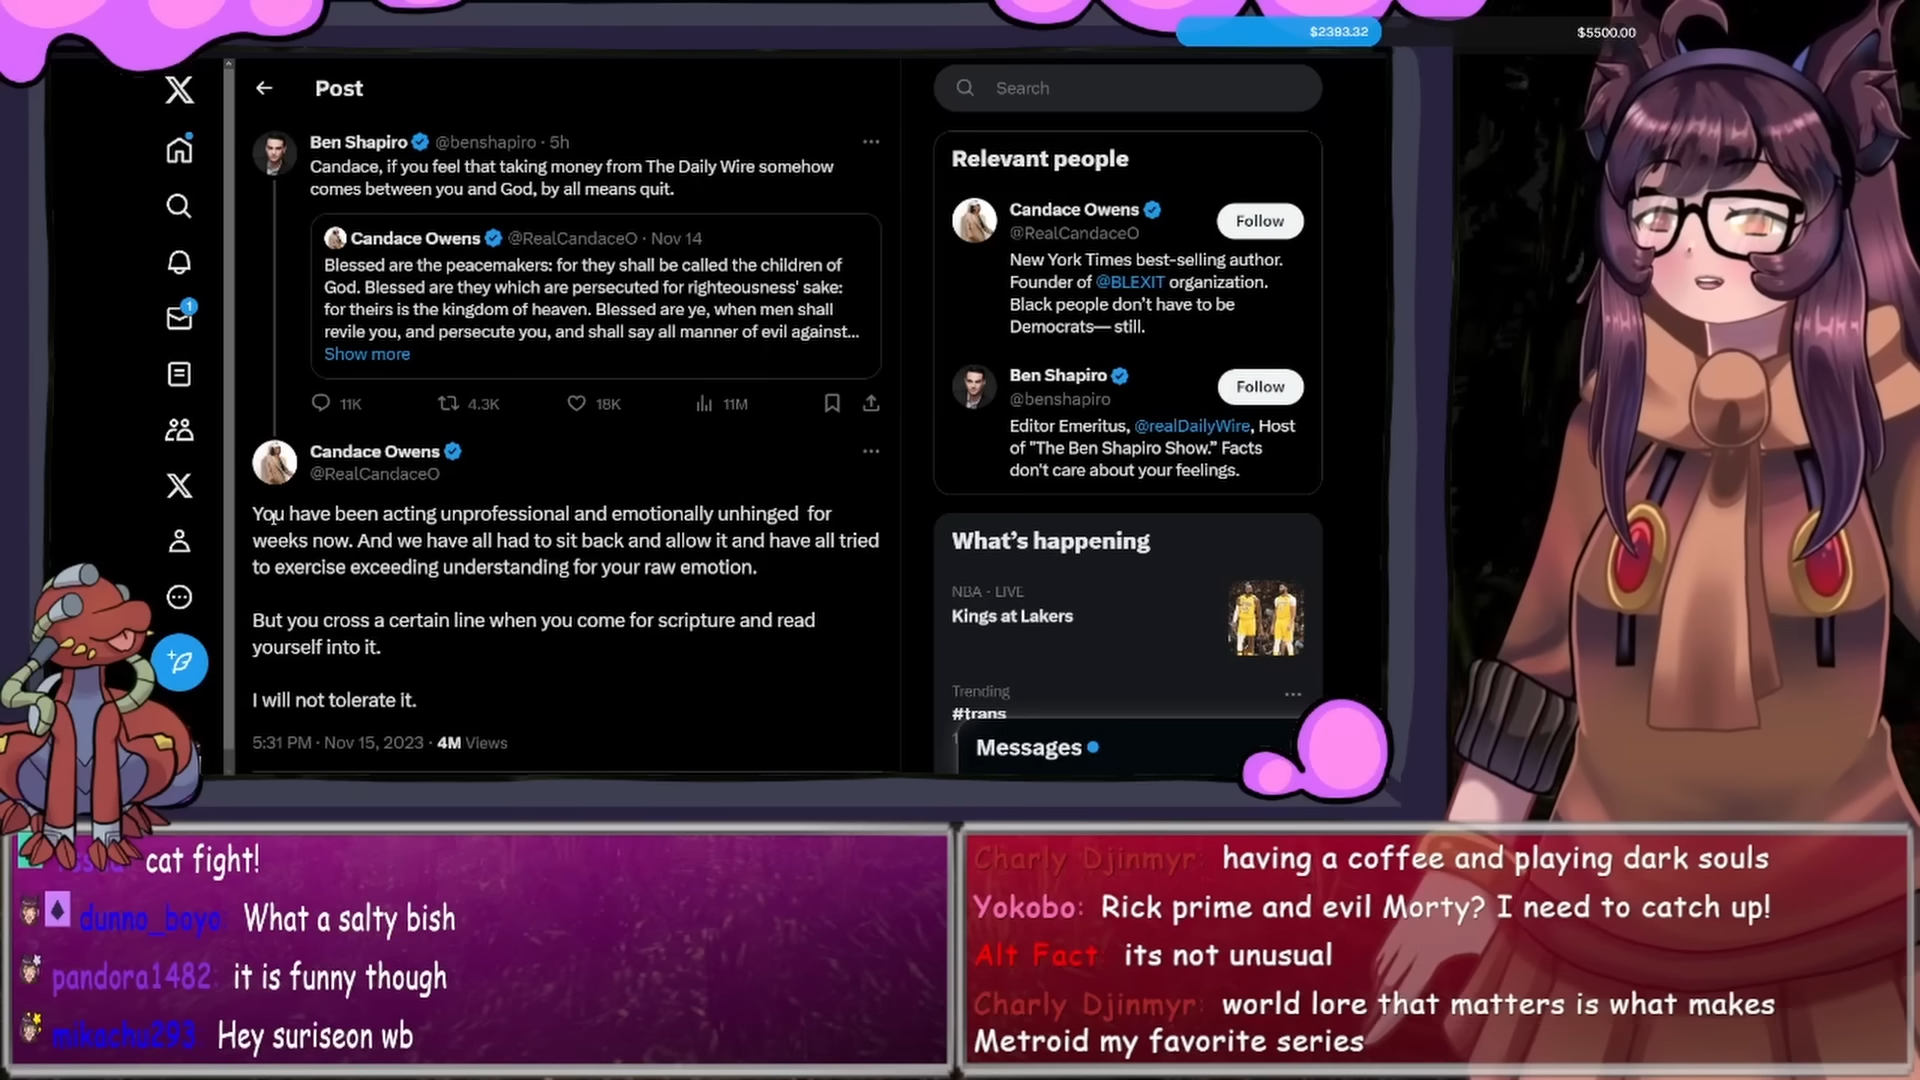 $2393.32
$5500.00
Post
Search
Ben Shapiro @benshapiro · 5h
Candace, if you feel that taking money from The Daily Wire somehow
comes between you and God, by all means quit.
Candace Owens @RealCandaceO · Nov 14
Blessed are the peacemakers: for they shall be called the children of
God. Blessed are they which are persecuted for righteousness' sake:
for theirs is the kingdom of heaven. Blessed are ye, when men shall
revile you, and persecute you, and shall say all manner of evil against...
Show more
11K
4.3K
18K
11M
Candace Owens
@RealCandaceO
You have been acting unprofessional and emotionally unhinged for
weeks now. And we have all had to sit back and allow it and have all tried
to exercise exceeding understanding for your raw emotion.
But you cross a certain line when you come for scripture and read
yourself into it.
I will not tolerate it.
5:31 PM · Nov 15, 2023 · 4M Views
1
Relevant people
Candace Owens
@RealCandaceO
Follow
New York Times best-selling author.
Founder of @BLEXIT organization.
Black people don't have to be
Democrats— still.
Ben Shapiro
@benshapiro
Follow
Editor Emeritus, @realDailyWire, Host
of "The Ben Shapiro Show." Facts
don't care about your feelings.
What's happening
NBA · LIVE
Kings at Lakers
Trending
#trans
Messages
cat fight!
dunno_bayo: What a salty bish
pandora1482: it is funny though
mikachu293: Hey suriseon wb
Charly Djinmyr: having a coffee and playing dark souls
Yokobo: Rick prime and evil Morty? I need to catch up!
Alt Fact: its not unusual
Charly Djinmyr: world lore that matters is what makes
Metroid my favorite series